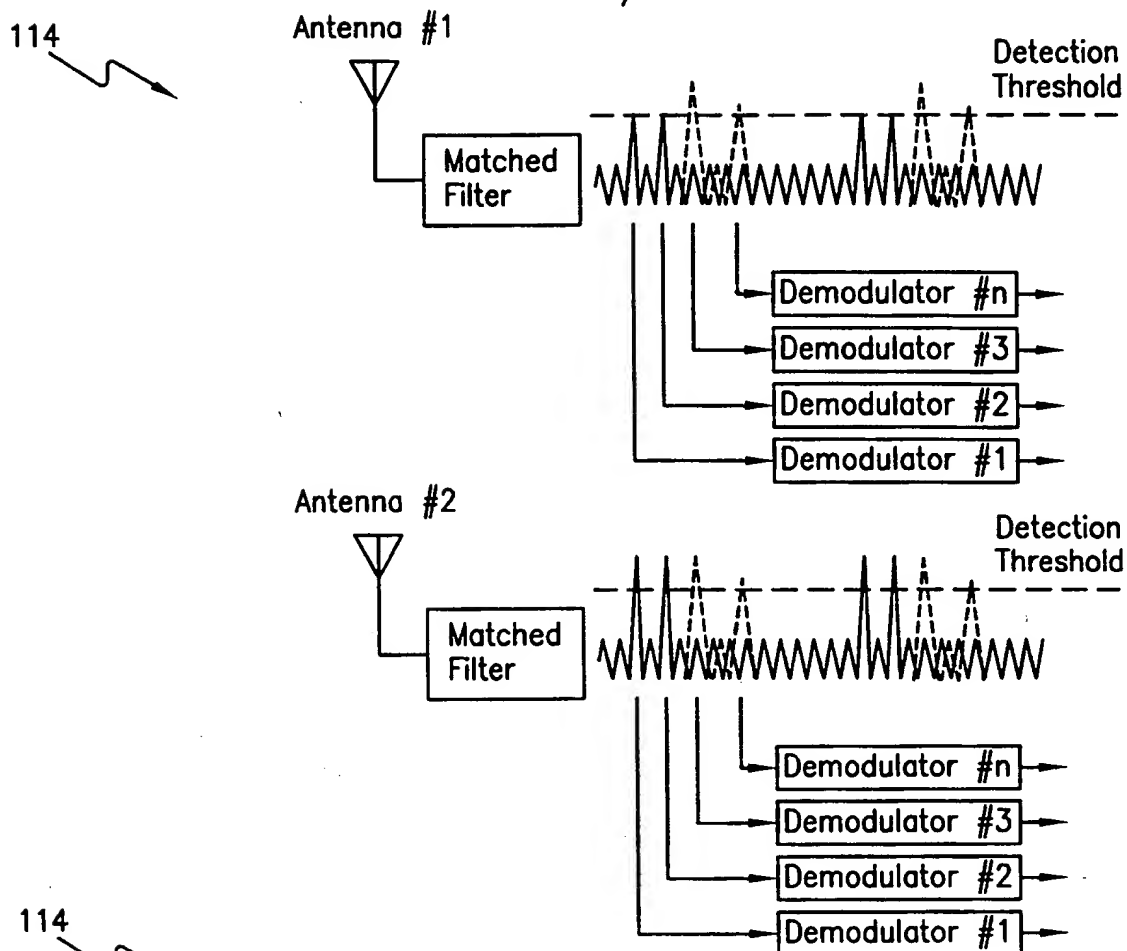 114
Antenna #1
Detection
Threshold
Matched
Filter
Demodulator #n
Demodulator #3
Demodulator #2
Demodulator #1
Antenna #2
Detection
Threshold
Matched
Filter
Demodulator #n
Demodulator #3
Demodulator #2
Demodulator #1
114